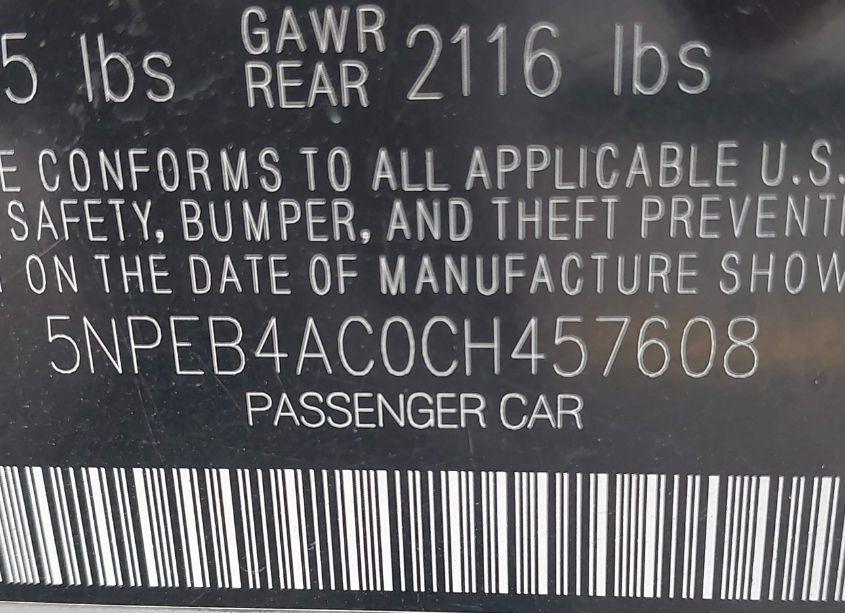 5 lbs GAWR REAR 2116 lbs
E CONFORMS TO ALL APPLICABLE U.S.
SAFETY, BUMPER, AND THEFT PREVENTI
T ON THE DATE OF MANUFACTURE SHOW
5NPEB4AC0CH457608
PASSENGER CAR